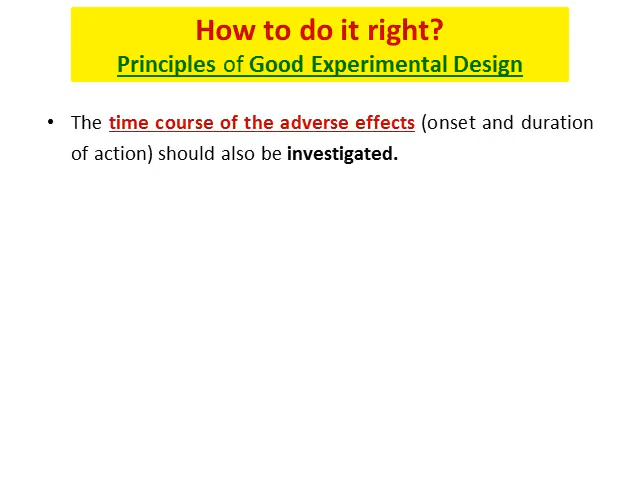 How to do it right?
Principles of Good Experimental Design
• The time course of the adverse effects (onset and duration
of action) should also be investigated.